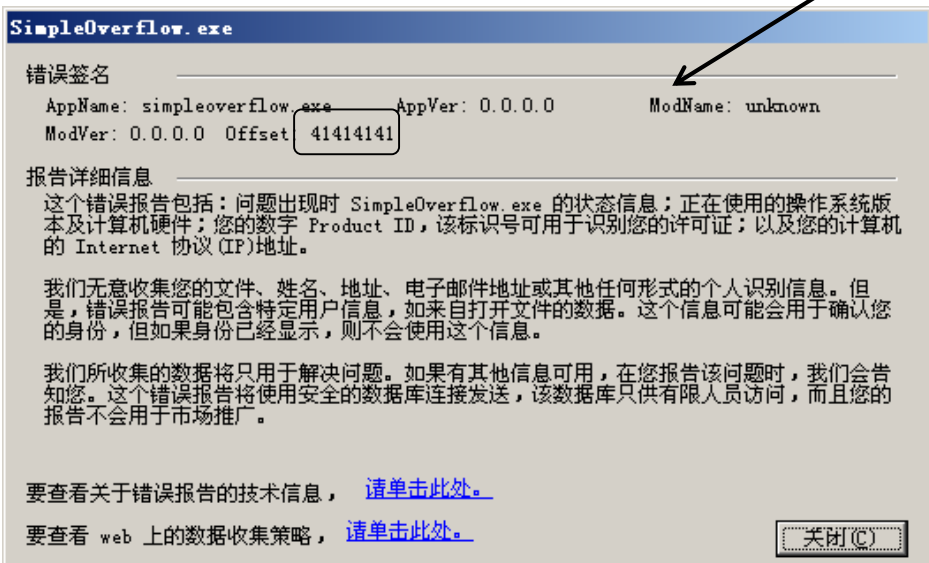 SimpleOverflow.exe
错误签名
AppName: simpleoverflow.exe AppVer: 0.0.0.0 ModName: unknown
ModVer: 0.0.0.0 Offset: 41414141
报告详细信息
这个错误报告包括：问题出现时 SimpleOverflow.exe 的状态信息；正在使用的操作系统版
本及计算机硬件；您的数字 Product ID，该标识号可用于识别您的许可证；以及您的计算机
的 Internet 协议(IP)地址。
我们无意收集您的文件、姓名、地址、电子邮件地址或其他任何形式的个人识别信息。但
是，错误报告可能包含特定用户信息，如来自打开文件的数据。这个信息可能会用于确认您
的身份，但如果身份已经显示，则不会使用这个信息。
我们所收集的数据将只用于解决问题。如果有其他信息可用，在您报告该问题时，我们会告
知您。这个错误报告将使用安全的数据库连接发送，该数据库只供有限人员访问，而且您的
报告不会用于市场推广。
要查看关于错误报告的技术信息， 请单击此处。
要查看 web 上的数据收集策略， 请单击此处。
关闭(C)